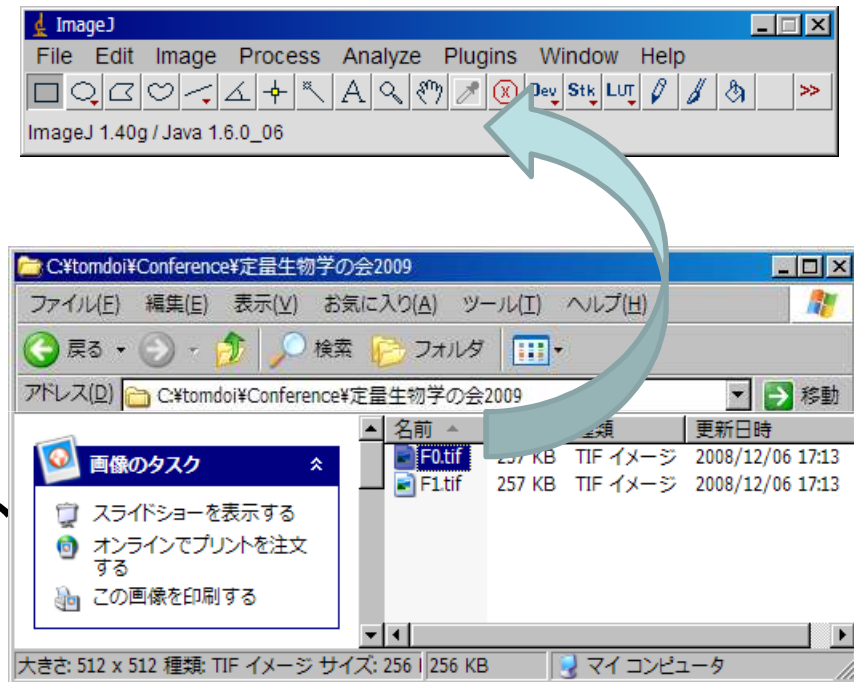 ImageJ
File Edit Image Process Analyze Plugins Window Help
A Dev Stk LUT >>
ImageJ 1.40g / Java 1.6.0_06
C:¥tomdoi¥Conference¥定量生物学の会2009
ファイル(F) 編集(E) 表示(V) お気に入り(A) ツール(T) ヘルプ(H)
戻る 検索 フォルダ
アドレス(D) C:¥tomdoi¥Conference¥定量生物学の会2009 移動
名前 種類 更新日時
画像のタスク
F0.tif 257 KB TIF イメージ 2008/12/06 17:13
F1.tif 257 KB TIF イメージ 2008/12/06 17:13
スライドショーを表示する
オンラインでプリントを注文
する
この画像を印刷する
大きさ: 512 x 512 種類: TIF イメージ サイズ: 256 256 KB マイ コンピュータ